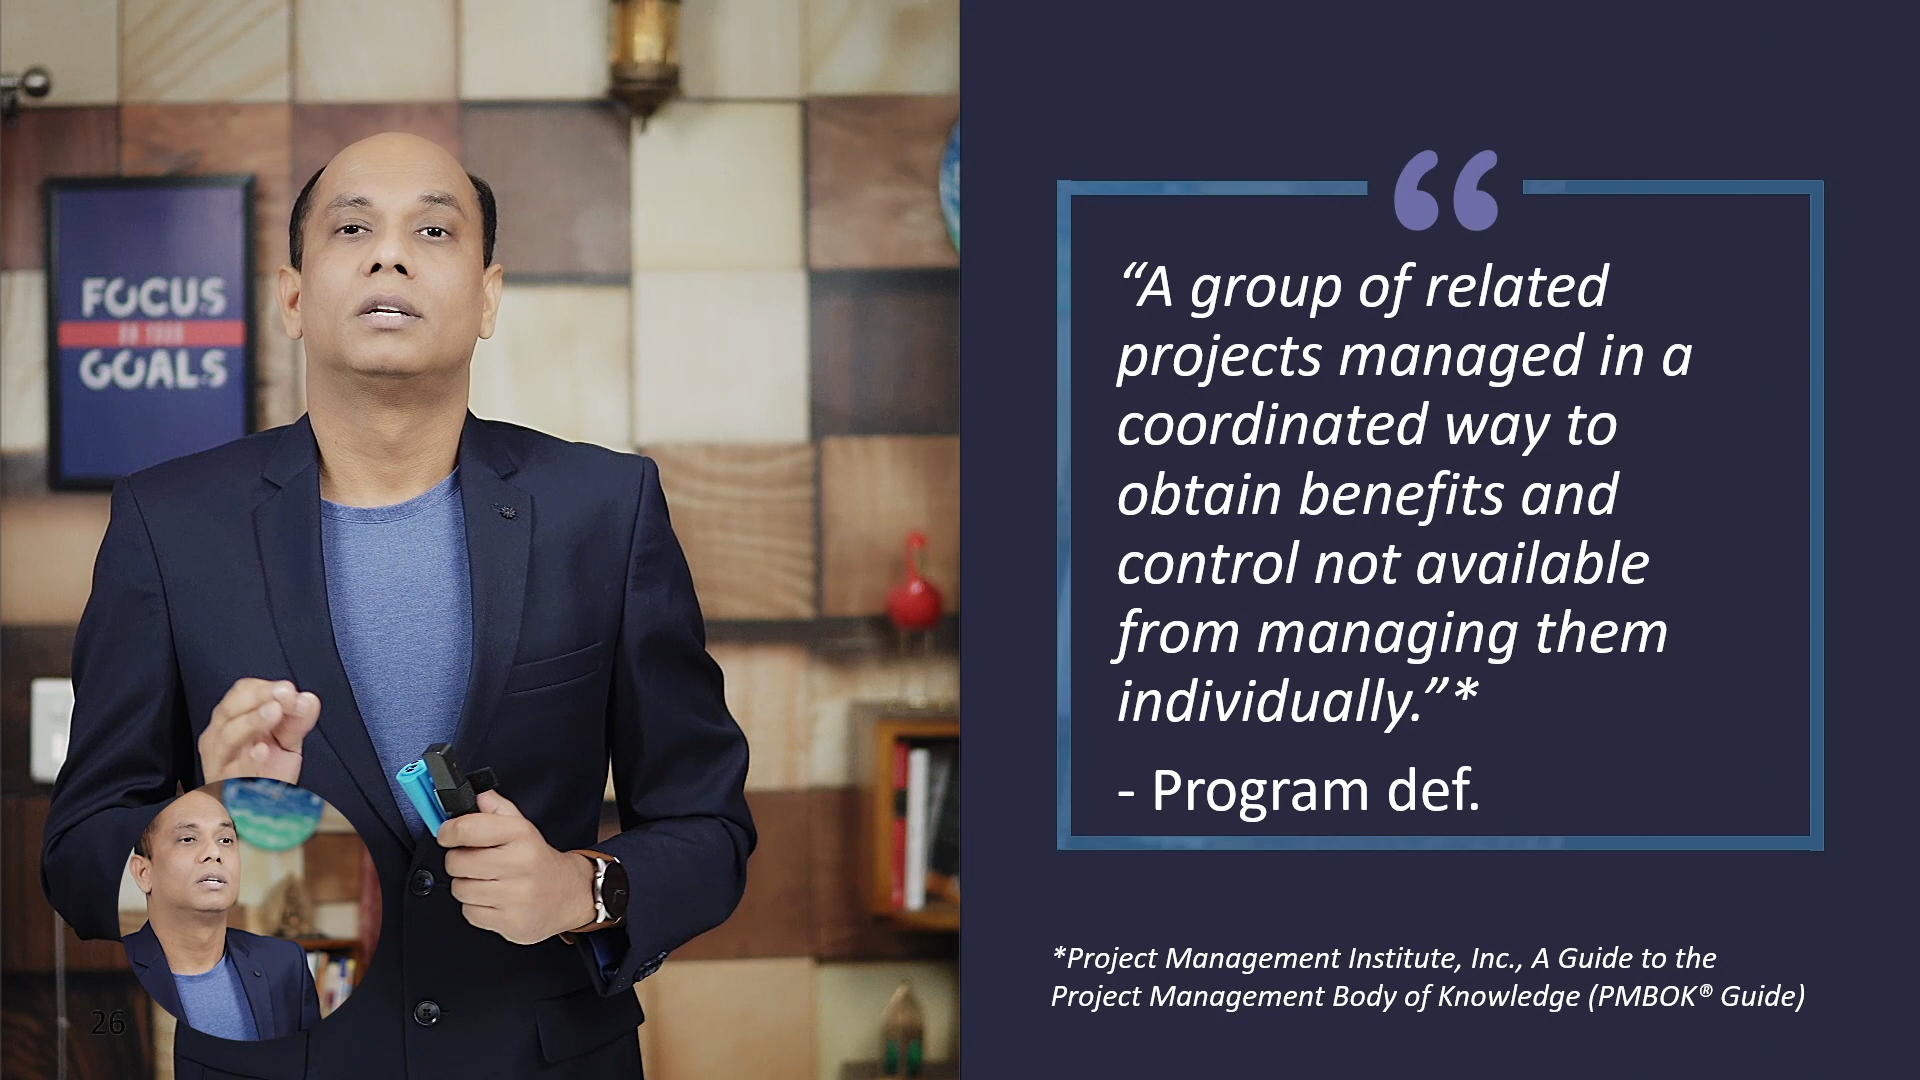 FOCUS
ON YOUR
GOALS
“A group of related
projects managed in a
coordinated way to
obtain benefits and
control not available
from managing them
individually.”*
- Program def.
*Project Management Institute, Inc., A Guide to the
Project Management Body of Knowledge (PMBOK® Guide)
26